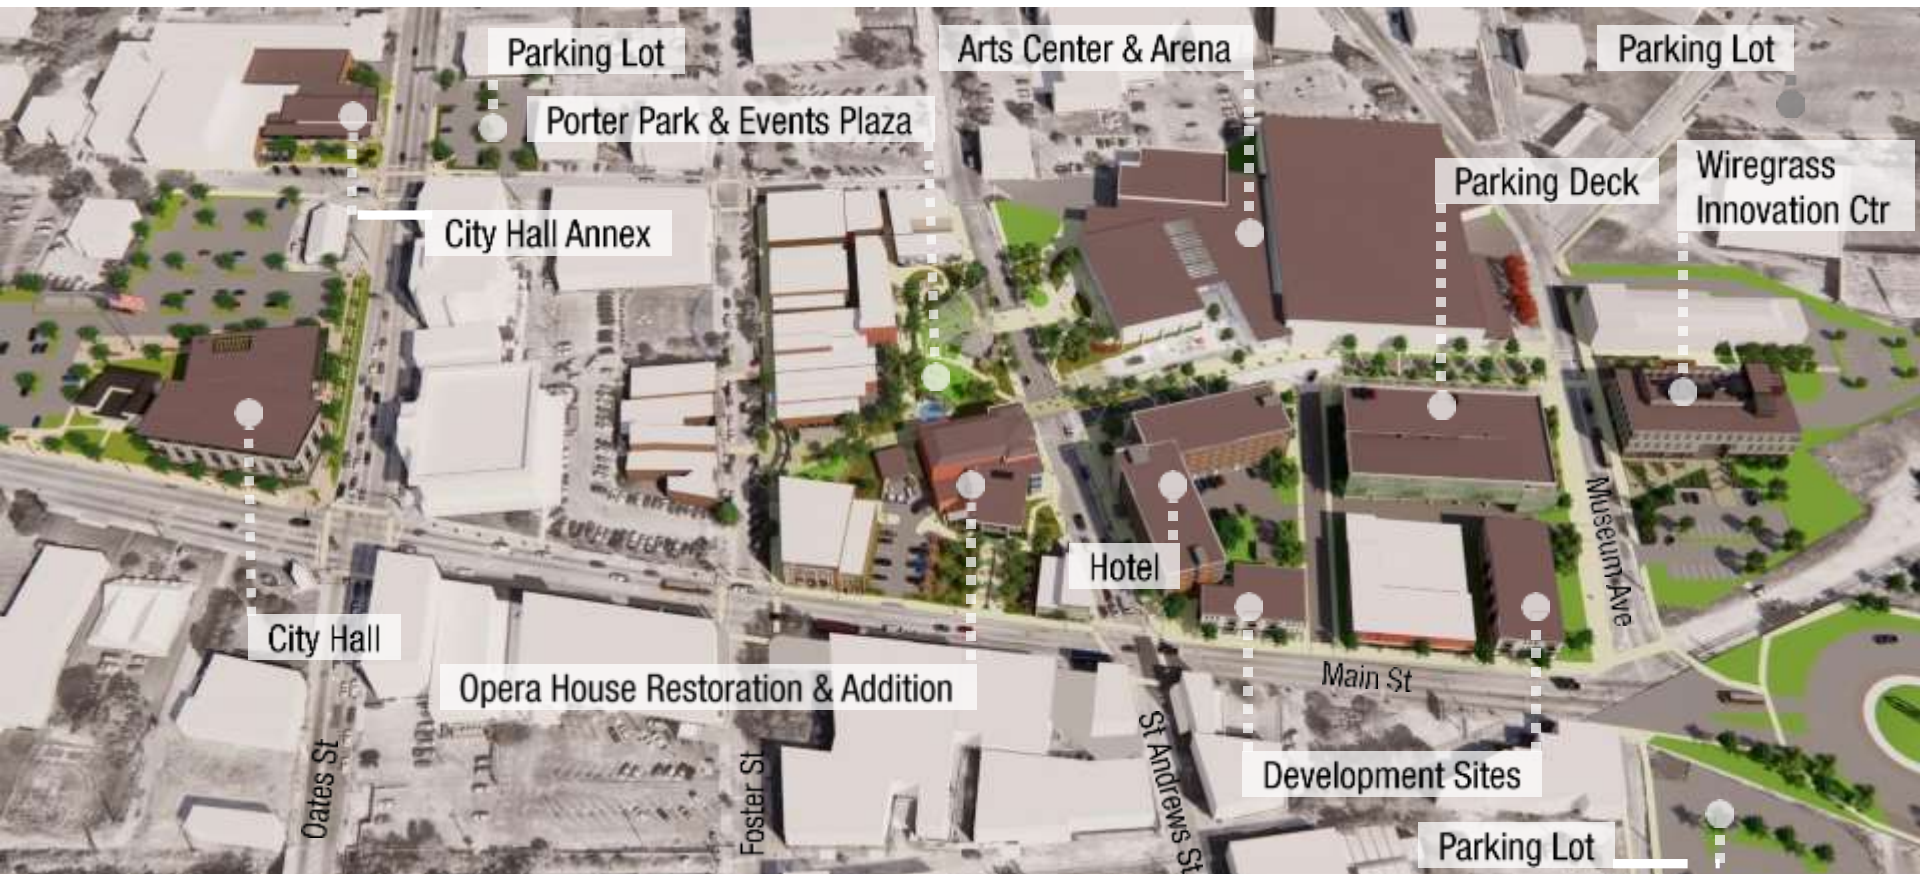 Parking Lot
Arts Center & Arena
Parking Lot
Porter Park & Events Plaza
Parking Deck
Wiregrass
Innovation Ctr
City Hall Annex
Museum Ave
Hotel
City Hall
Opera House Restoration & Addition
Main St
Oates St
Foster St
St Andrews St
Development Sites
Parking Lot